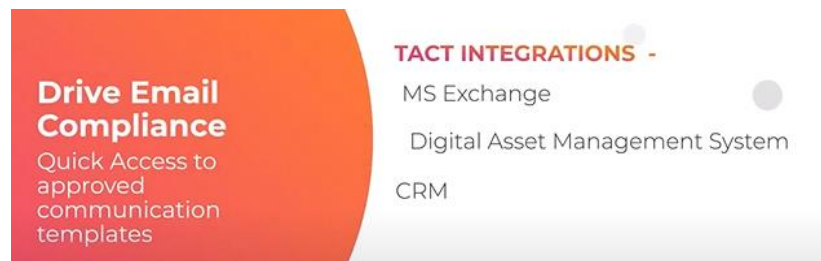 Drive Email
Compliance
Quick Access to
approved
communication
templates
TACT INTEGRATIONS -
MS Exchange
Digital Asset Management System
CRM